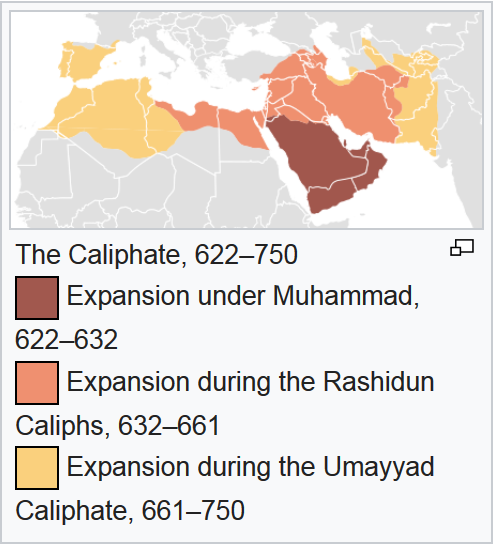 The Caliphate, 622–750
Expansion under Muhammad,
622–632
Expansion during the Rashidun
Caliphs, 632–661
Expansion during the Umayyad
Caliphate, 661–750